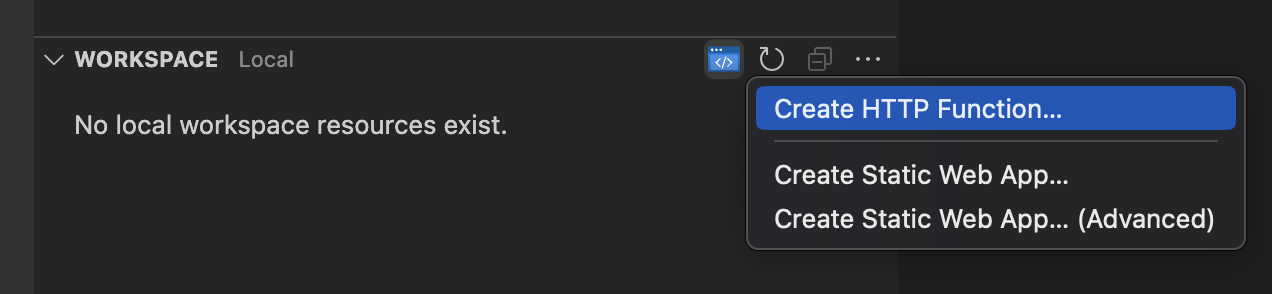 WORKSPACE Local
No local workspace resources exist.
Create HTTP Function...
Create Static Web App...
Create Static Web App... (Advanced)